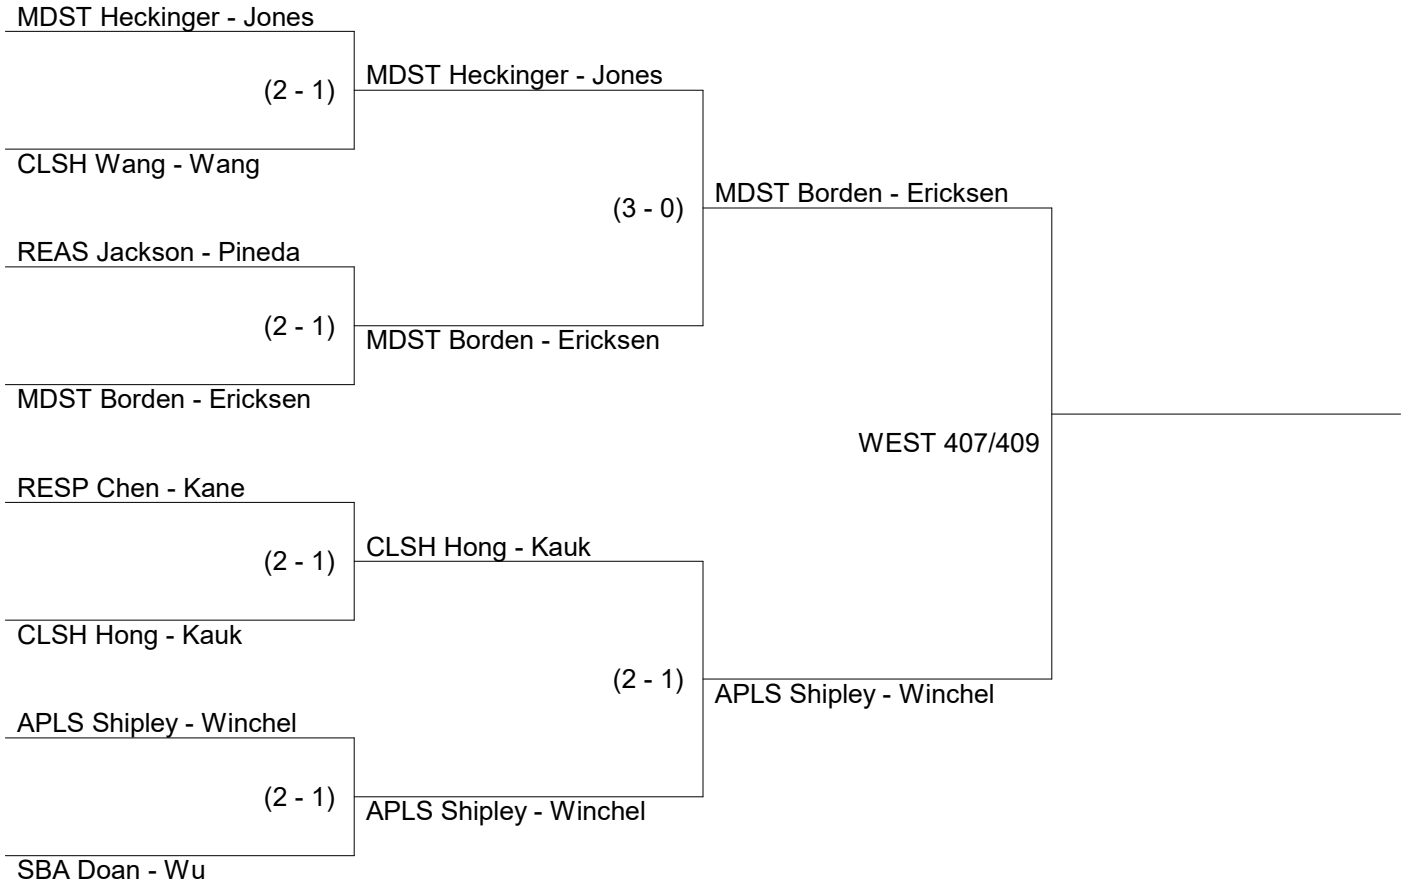 MDST Heckinger - Jones
(2 - 1)
CLSH Wang - Wang
REAS Jackson - Pineda
(2 - 1)
MDST Borden - Ericksen
RESP Chen - Kane
(2 - 1)
CLSH Hong - Kauk
APLS Shipley - Winchel
(2 - 1)
SBA Doan - Wu
MDST Heckinger - Jones
(3 - 0)
MDST Borden - Ericksen
CLSH Hong - Kauk
(2 - 1)
APLS Shipley - Winchel
MDST Borden - Ericksen
WEST 407/409
APLS Shipley - Winchel